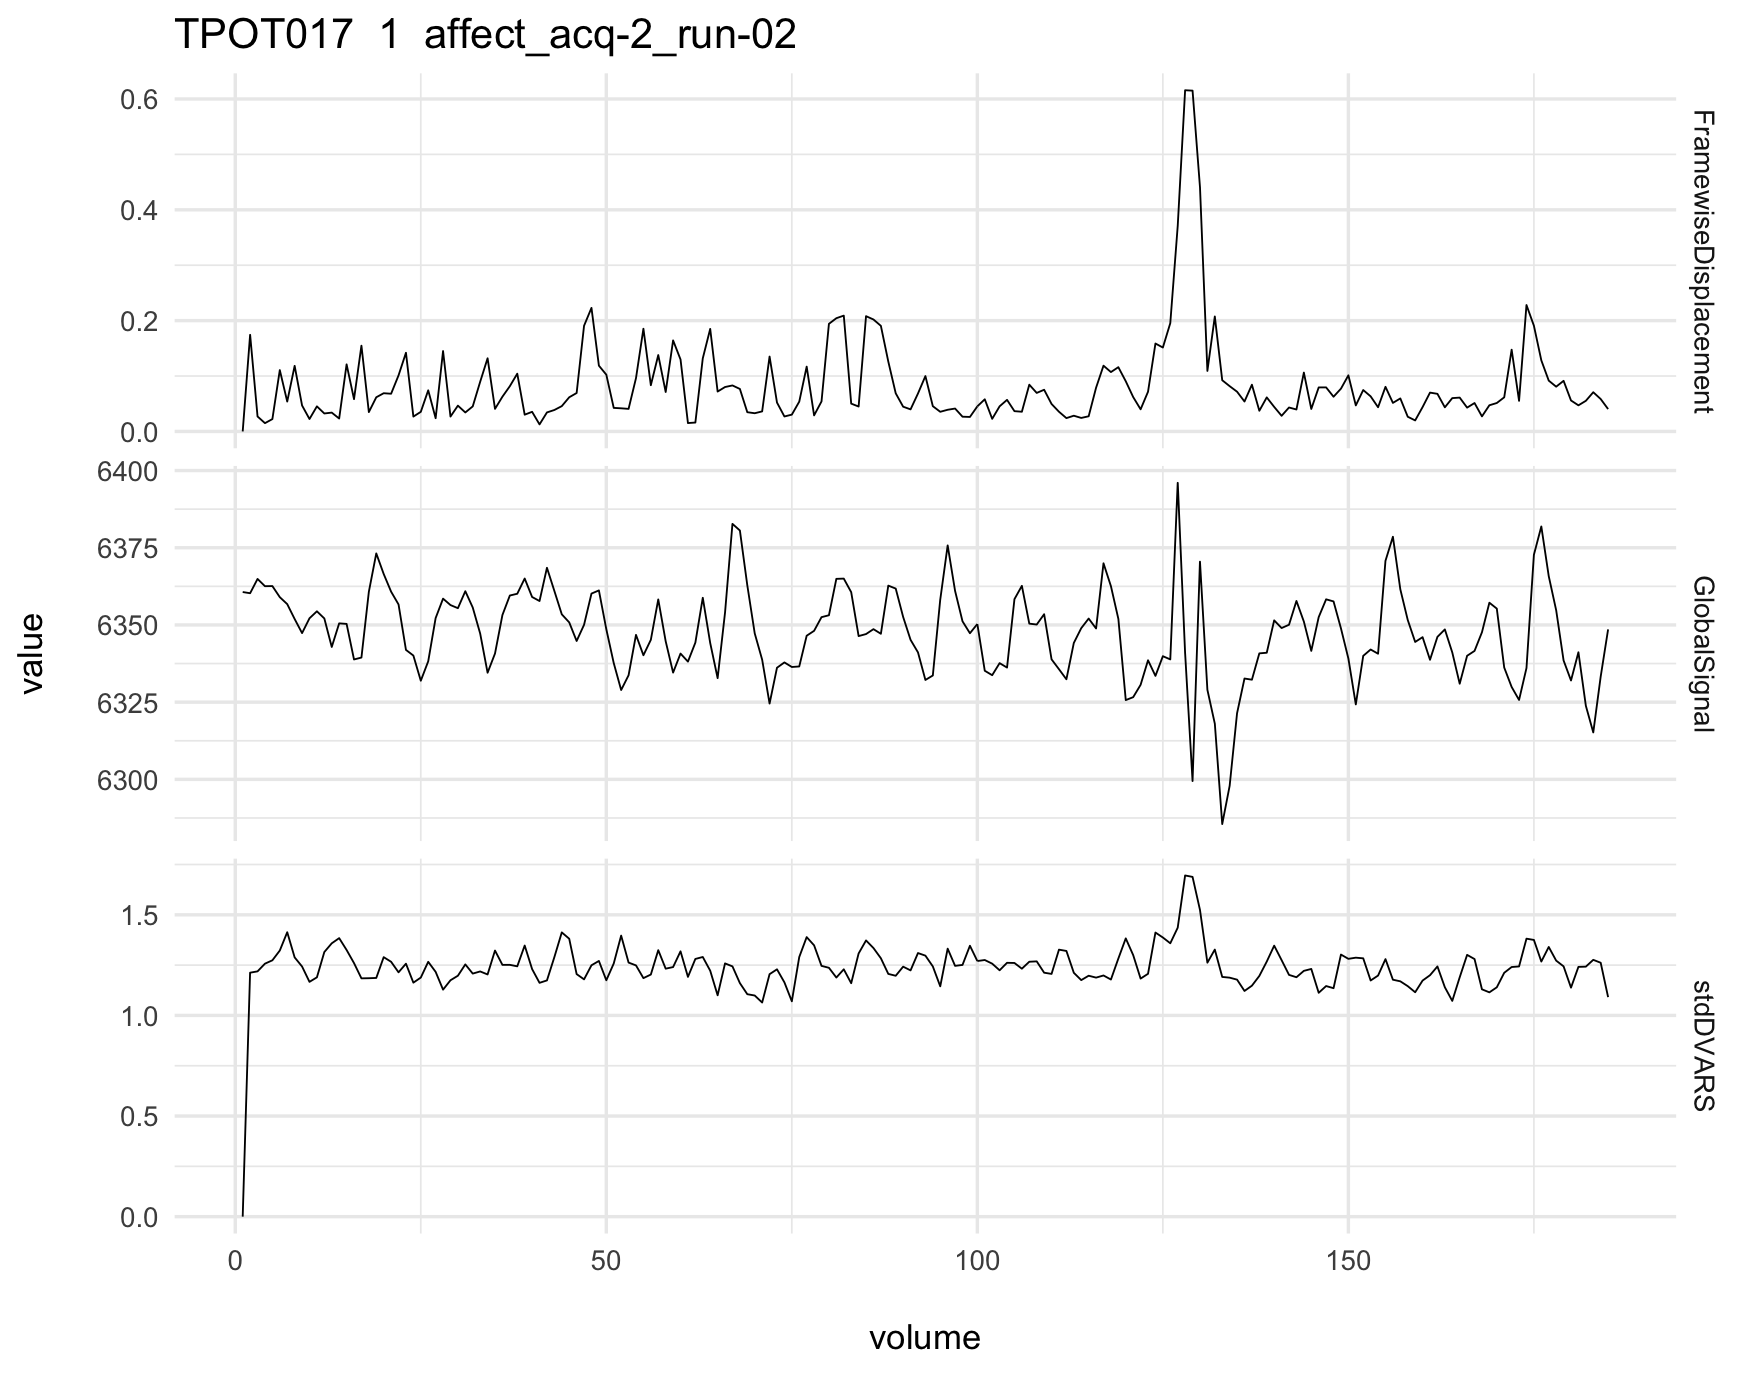 TPOT017 1 affect_acq-2_run-02
0.6
0.4
0.2
0.0
FramewiseDisplacement
6400
6375
6350
6325
6300
GlobalSignal
value
1.5
1.0
0.5
0.0
stdDVARS
0 50 100 150
volume